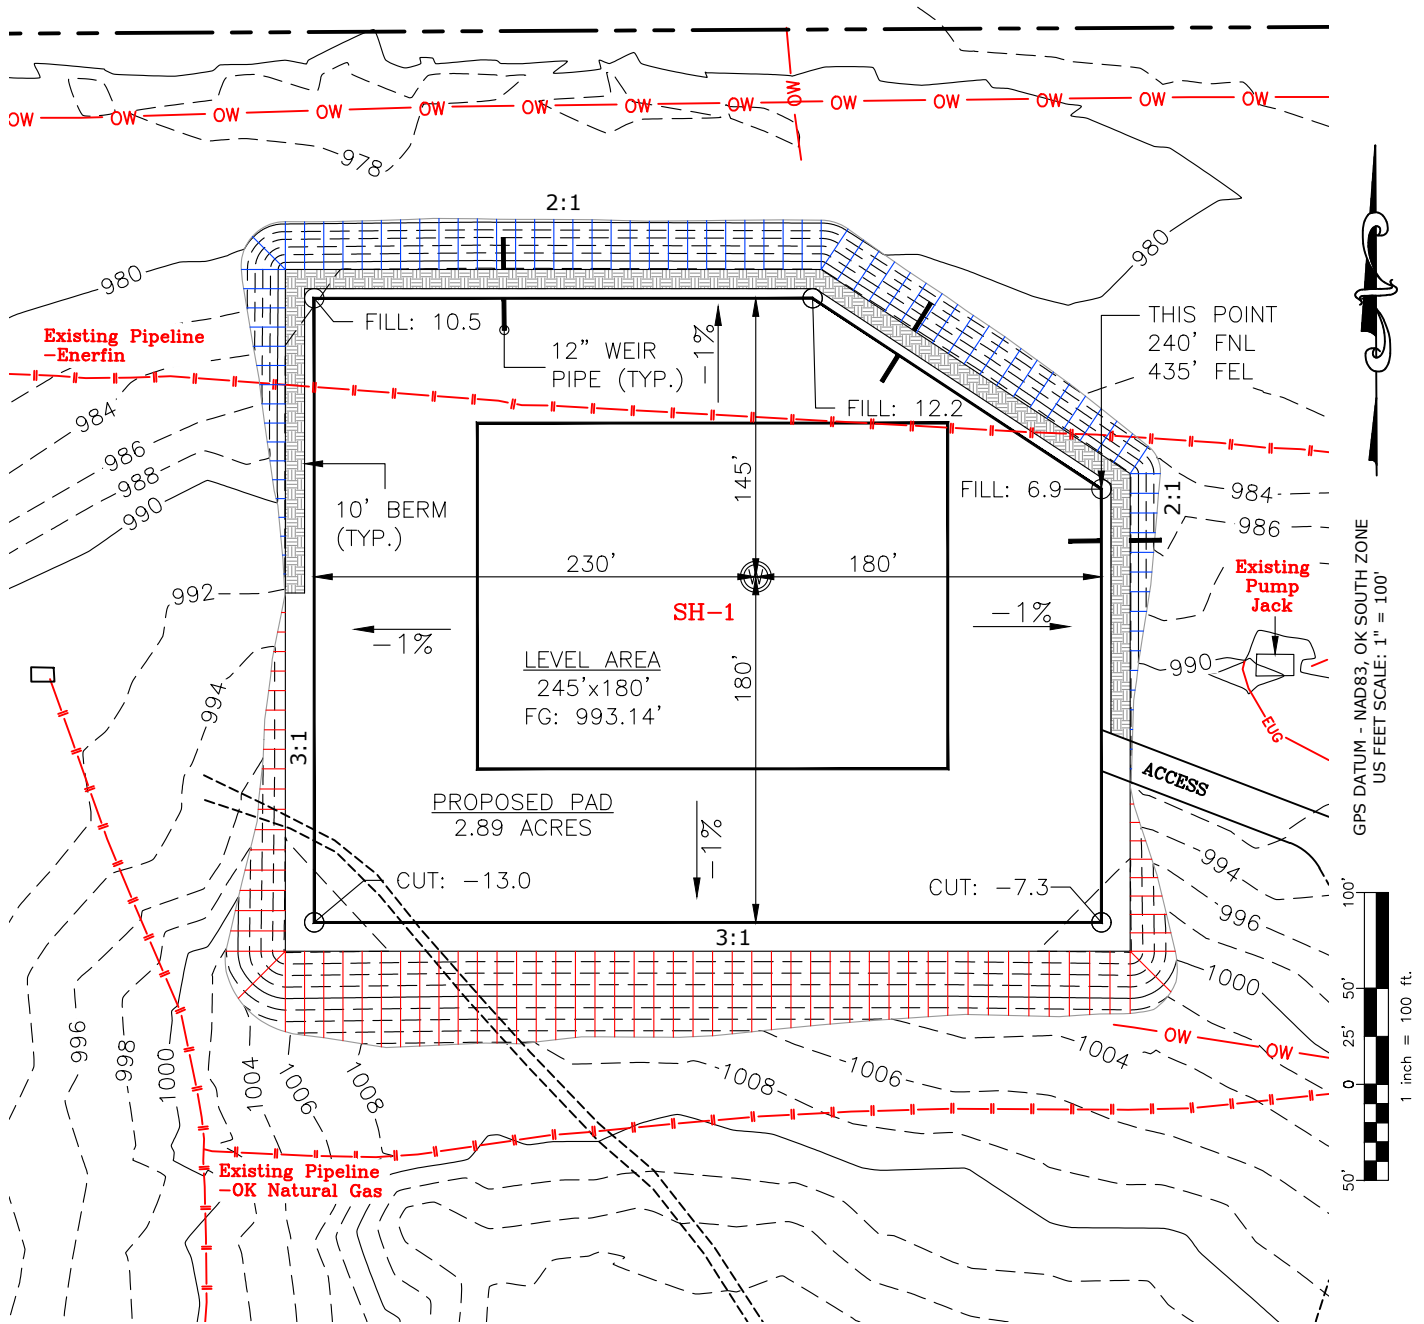 OW OW OW OW OW OW OW OW OW OW OW OW OW
OW
978
2:1
980
980
THIS POINT
240' FNL
435' FEL
FILL: 10.5
Existing Pipeline
-Enerfin
12" WEIR
PIPE (TYP.)
-1%
984
FILL: 12.2
986
988
990
145'
FILL: 6.9
2:1
984
986
10' BERM
(TYP.)
230'
180'
W
Existing
Pump
Jack
992
SH-1
-1%
-1%
LEVEL AREA
245'x180'
FG: 993.14'
180'
990
994
EUG
3:1
ACCESS
PROPOSED PAD
2.89 ACRES
-1%
994
CUT: -13.0
CUT: -7.3
996
3:1
1000
996
998
1000
1004
1006
1008
1008
1006
1004
OW OW
Existing Pipeline
-OK Natural Gas
GPS DATUM - NAD83, OK SOUTH ZONE
US FEET SCALE: 1" = 100'
100'
50'
25'
0
50'
1 inch = 100 ft.